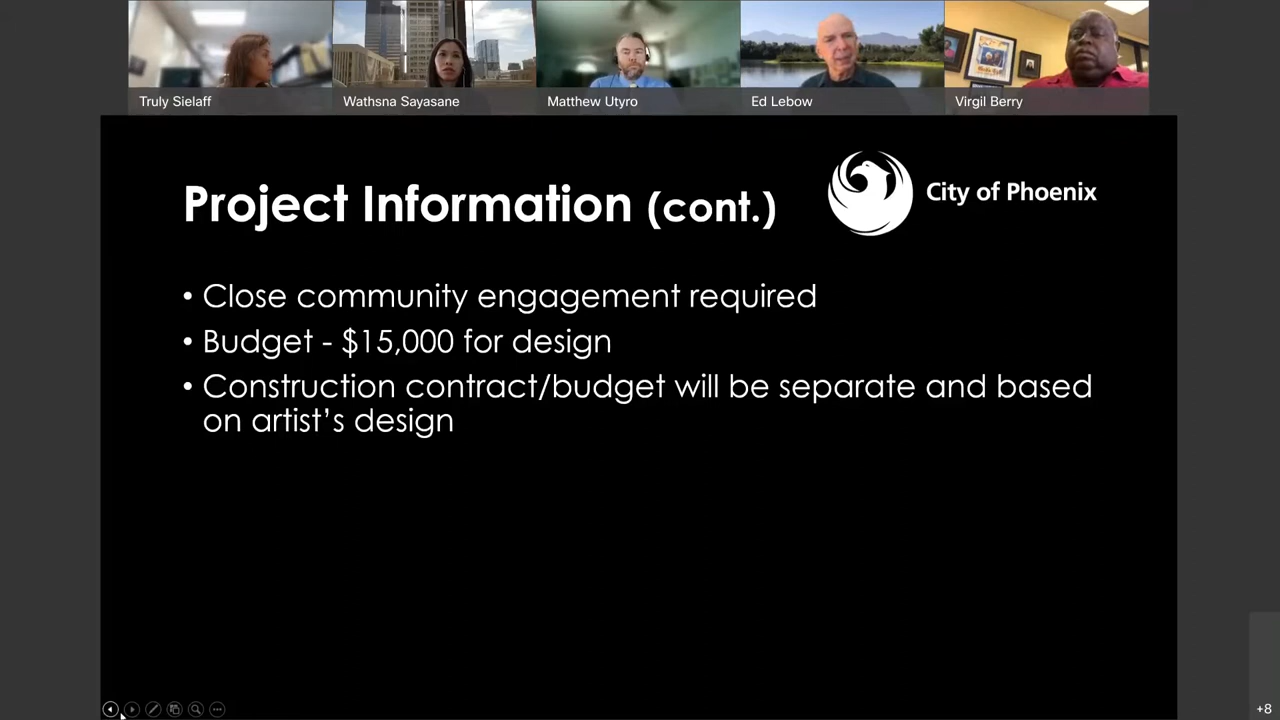 Truly Sielaff
Wathsna Sayasane
Matthew Utyro
Ed Lebow
Virgil Berry
Project Information (cont.)
City of Phoenix
• Close community engagement required
• Budget - $15,000 for design
• Construction contract/budget will be separate and based
on artist's design
+8